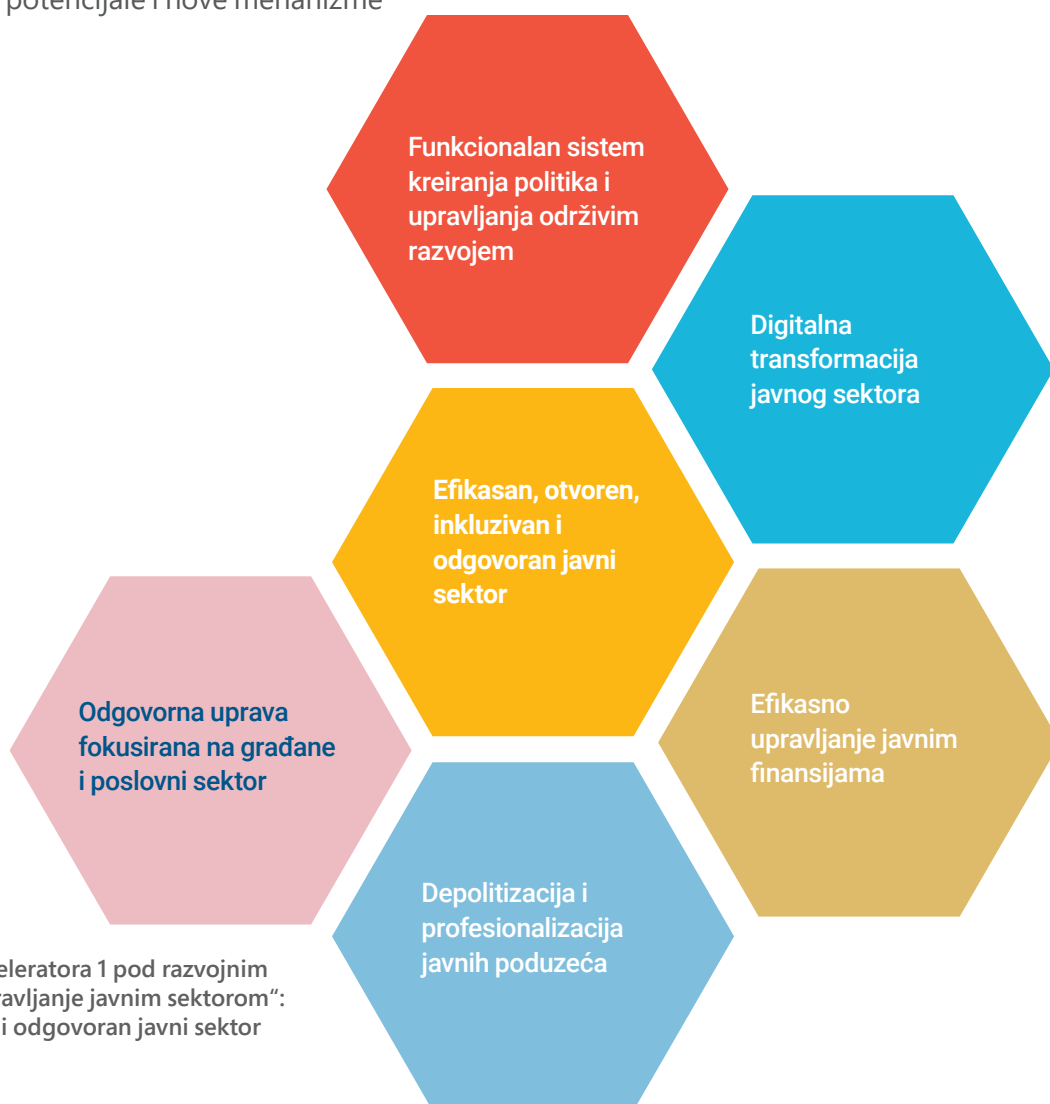 potencijale i nove mehanizme
Funkcionalan sistem
kreiranja politika i
upravljanja održivim
razvojem
Digitalna
transformacija
javnog sektora
Efikasan, otvoren,
inkluzivan i
odgovoran javni
sektor
Odgovorna uprava
fokusirana na građane
i poslovni sektor
Efikasno
upravljanje javnim
finansijama
Depolitizacija i
profesionalizacija
javnih poduzeća
eleratora 1 pod razvojnim
ravljanje javnim sektorom“:
i odgovoran javni sektor